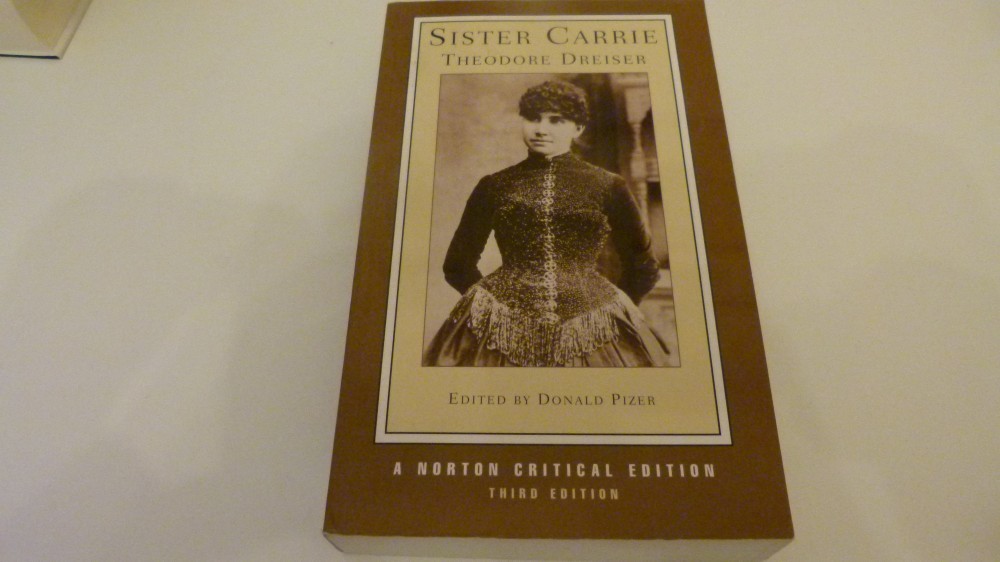 SISTER CARRIE
THEODORE DREISER
EDITED BY DONALD PIZER
A NORTON CRITICAL EDITION
THIRD EDITION